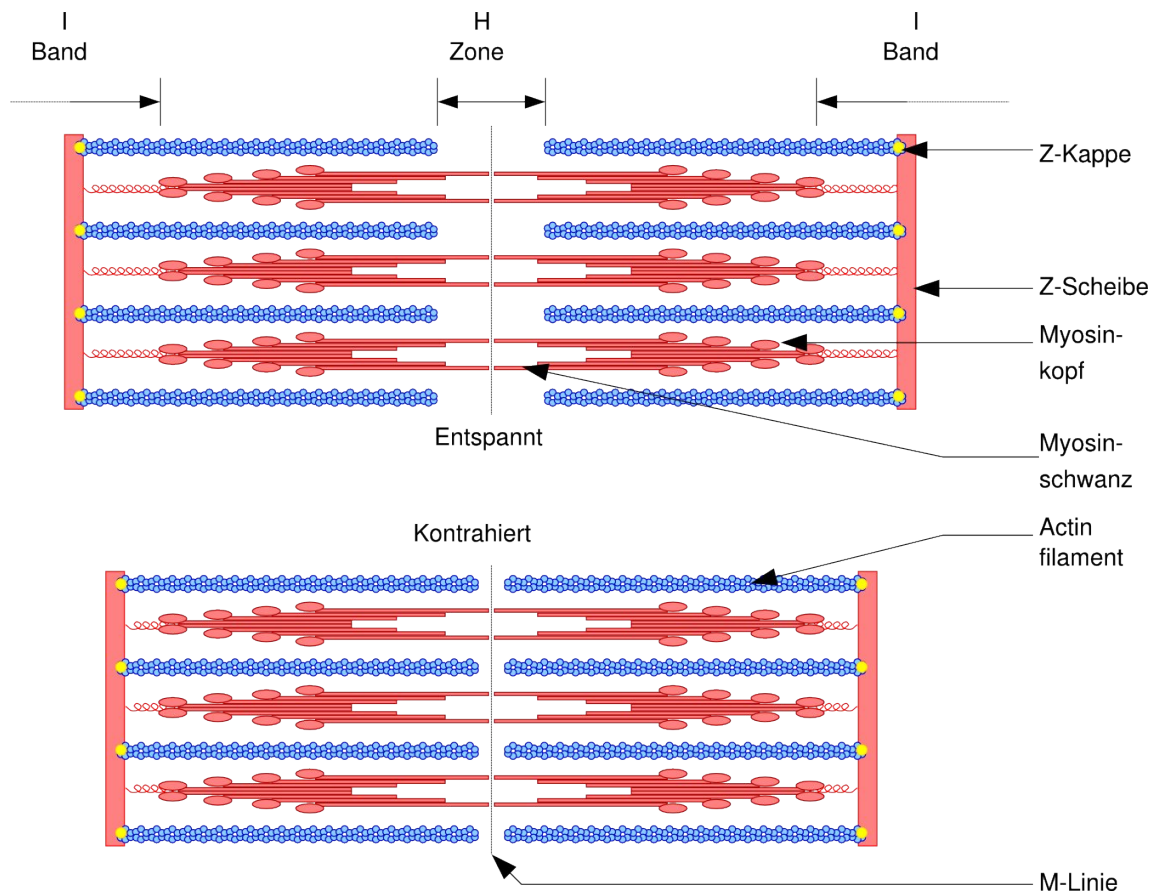 I
Band
H
Zone
I
Band
Z-Kappe
Z-Scheibe
Myosin-
kopf
Entspannt
Myosin-
schwanz
Kontrahiert
Actin
filament
M-Linie